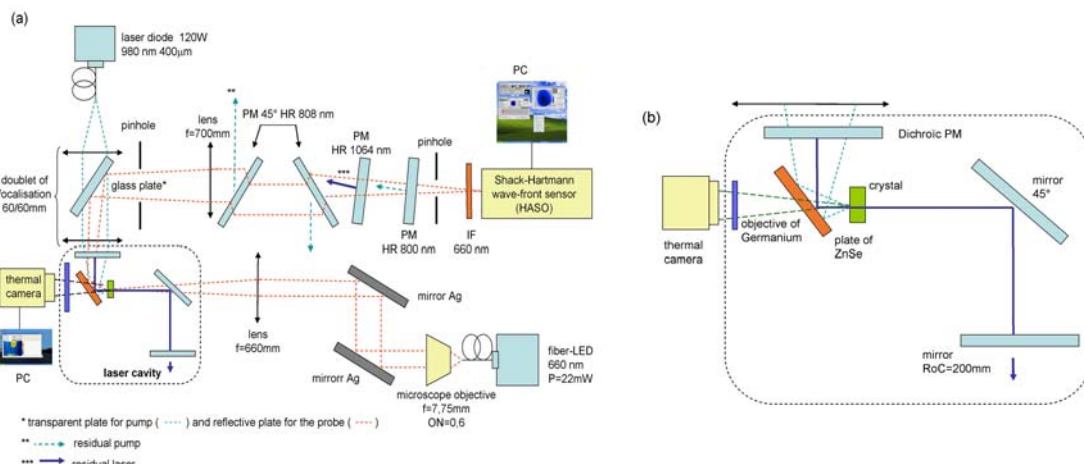 (a)
laser diode 120W
980 nm 400µm
PC
**
lens
f=700mm
PM 45° HR 808 nm
pinhole
PM
HR 1064 nm
pinhole
***
doublet of
focalisation
60/60mm
glass plate*
Shack-Hartmann
wave-front sensor
(HASO)
PM
HR 800 nm
IF
660 nm
thermal
camera
mirror Ag
lens
f=660mm
fiber-LED
660 nm
P=22mW
PC
laser cavity
mirrorr Ag
microscope objective
f=7,75mm
ON=0,6
* transparent plate for pump ( ) and reflective plate for the probe ( )
** residual pump
*** residual laser
(b)
Dichroic PM
crystal
mirror
45°
objective of
Germanium
plate of
ZnSe
thermal
camera
mirror
RoC=200mm